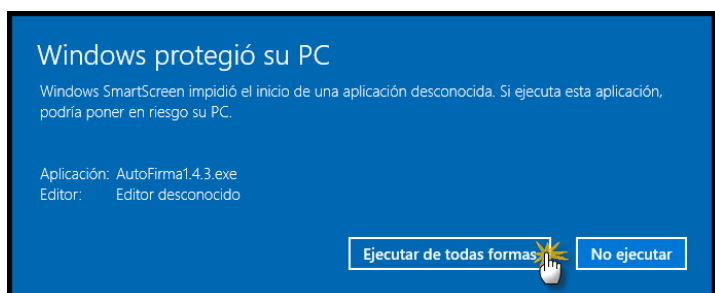 Windows protegió su PC
Windows SmartScreen impidió el inicio de una aplicación desconocida. Si ejecuta esta aplicación,
podría poner en riesgo su PC.
Aplicación: AutoFirma1.4.3.exe
Editor: Editor desconocido
Ejecutar de todas formas No ejecutar